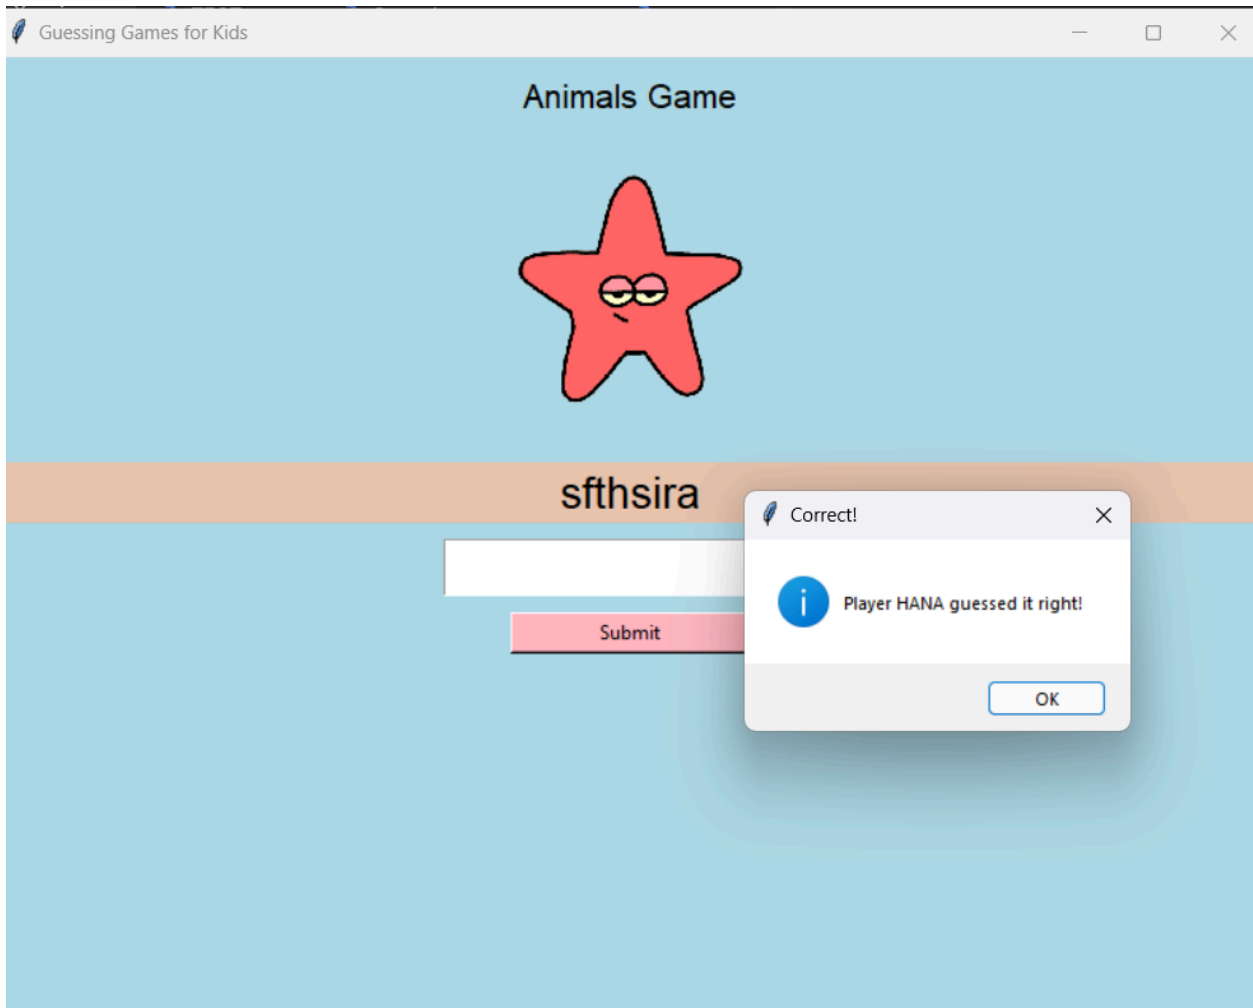 Guessing Games for Kids
Animals Game
sfthsira
Correct!
Player HANA guessed it right!
Submit
OK